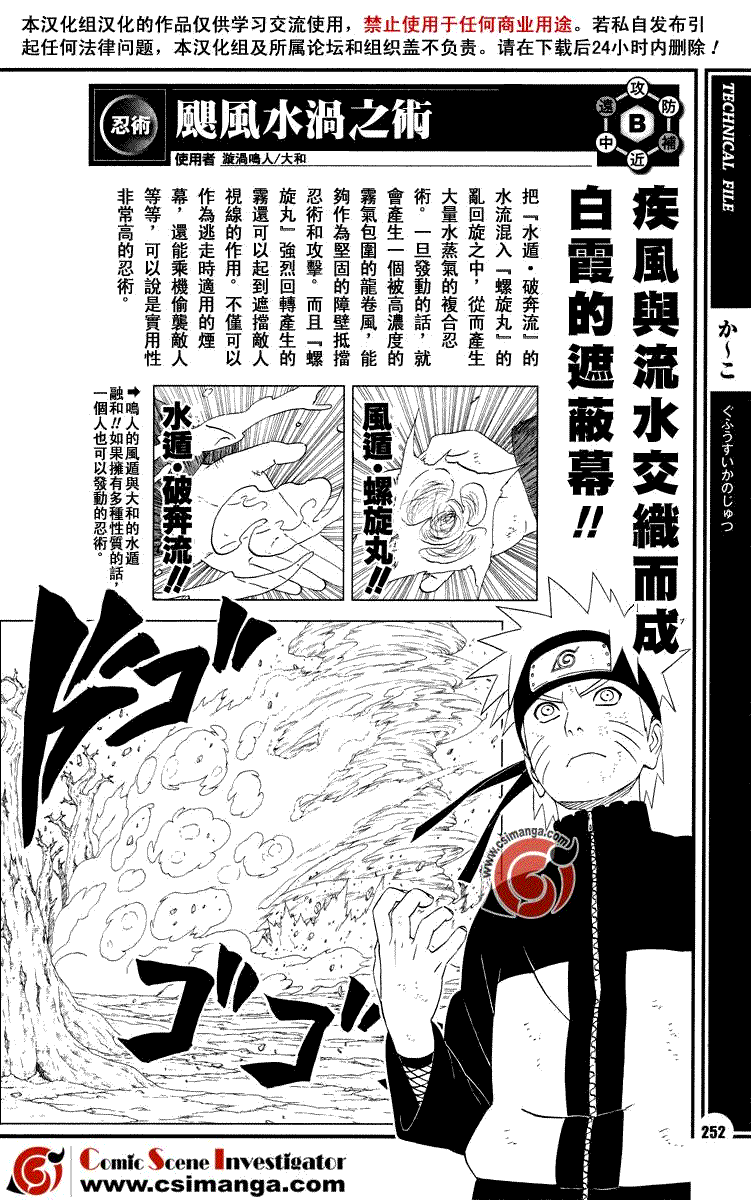 本汉化组汉化的作品仅供学习交流使用，禁止使用于任何商业用途。若私自发布引
起任何法律问题，本汉化组及所属论坛和组织盖不负责。请在下载后24小时内删除！
忍術
颶風水渦之術
使用者 漩渦鳴人/大和
攻
防
補
近
中
遠
B
TECHNICAL FILE
か〜こ
ぐふうすいかのじゅつ
疾風與流水交織而成
白霞的遮蔽幕!!
把『水遁・破奔流』的
水流混入『螺旋丸』的
亂回旋之中，從而產生
大量水蒸氣的複合忍
術。一旦發動的話，就
會產生一個被高濃度的
霧氣包圍的龍卷風，能
夠作為堅固的障壁抵擋
忍術和攻擊。而且『螺
旋丸』強烈回轉產生的
霧還可以起到遮擋敵人
視線的作用。不僅可以
作為逃走時適用的煙
幕，還能乘機偷襲敵人
等等，可以說是實用性
非常高的忍術。
風遁・螺旋丸!!
水遁・破奔流!!
➡鳴人的風遁與大和的水遁
融和!!如果擁有多種性質的話，
一個人也可以發動的忍術。
ドゴゴ
ゴゴゴ
www.csimanga.com
252
Comic Scene Investigator
www.csimanga.com